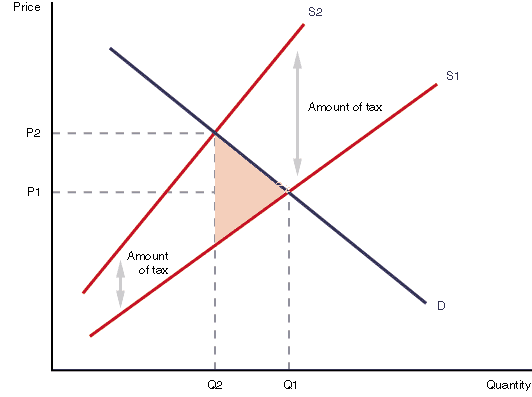 Price
S2
S1
Amount of tax
P2
P1
Amount
of tax
D
Q2
Q1
Quantity